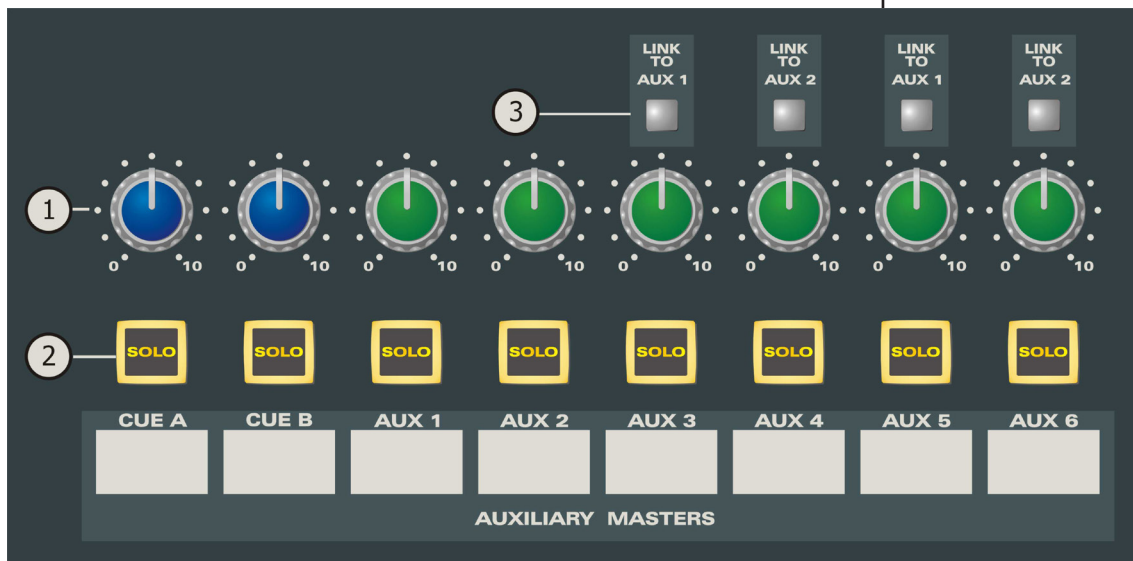 LINK TO AUX 1
LINK TO AUX 2
LINK TO AUX 1
LINK TO AUX 2
3
1
0 10 0 10 0 10 0 10 0 10 0 10 0 10 0 10
2
SOLO SOLO SOLO SOLO SOLO SOLO SOLO SOLO
CUE A CUE B AUX 1 AUX 2 AUX 3 AUX 4 AUX 5 AUX 6
AUXILIARY MASTERS